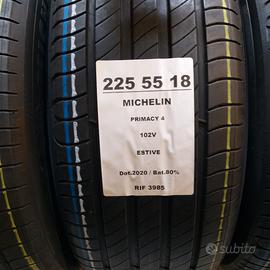 225 55 18
MICHELIN
PRIMACY 4
102V
ESTIVE
Dot.2020 / Bat.80%
RIF 3985
subito